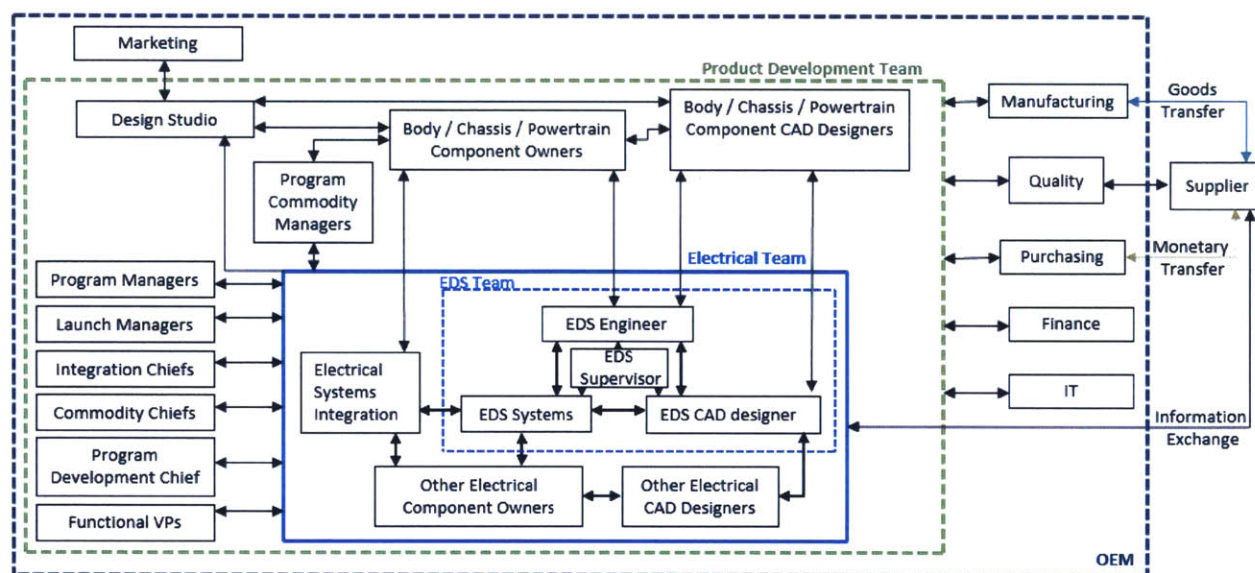 Marketing
Product Development Team
Design Studio
Body / Chassis / Powertrain
Component Owners
Body / Chassis / Powertrain
Component CAD Designers
Manufacturing
Goods
Transfer
Program
Commodity
Managers
Quality
Supplier
Electrical Team
Purchasing
Monetary
Transfer
Program Managers
EDS Team
Launch Managers
EDS Engineer
Finance
Integration Chiefs
Electrical
Systems
Integration
EDS
Supervisor
Commodity Chiefs
EDS Systems
EDS CAD designer
IT
Information
Exchange
Program
Development Chief
Other Electrical
Component Owners
Other Electrical
CAD Designers
Functional VPs
OEM